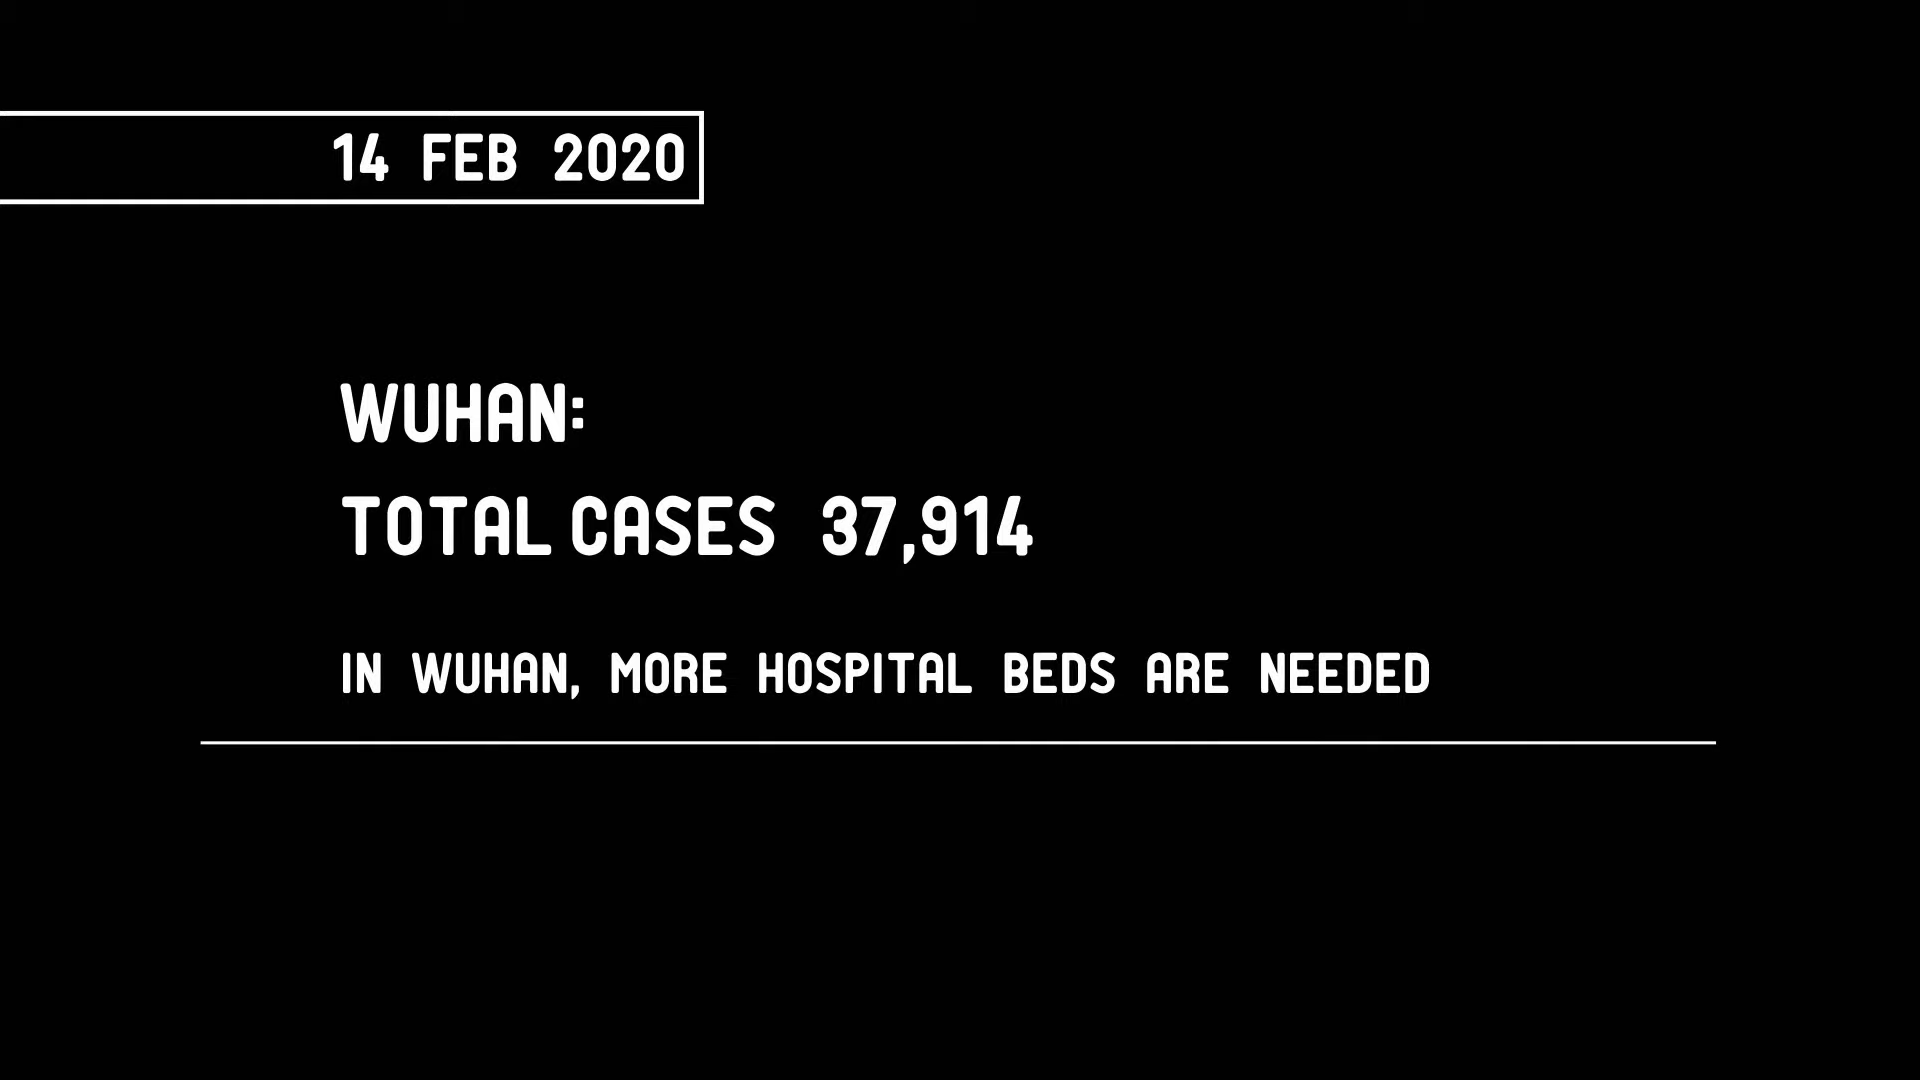 14 FEB 2020
WUHAN:
TOTAL CASES 37,914
IN WUHAN, MORE HOSPITAL BEDS ARE NEEDED